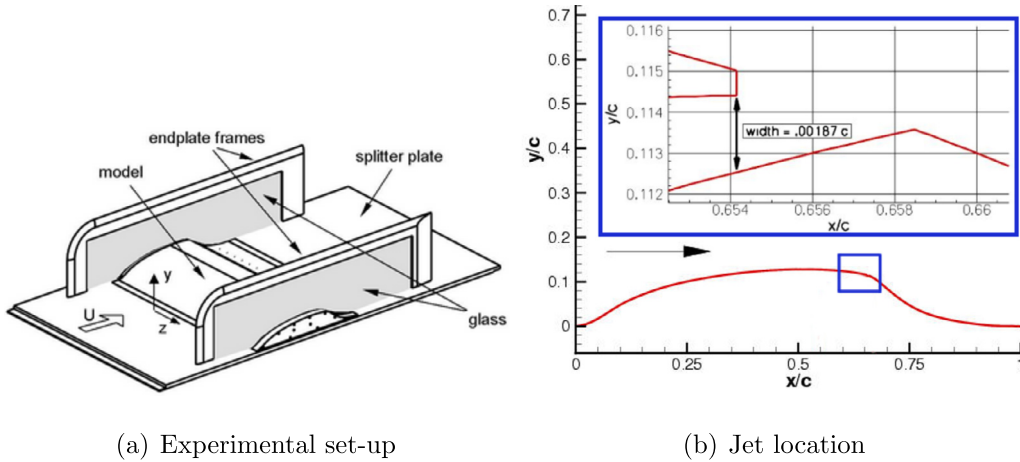 endplate frames
splitter plate
model
y
z
U
glass
(a) Experimental set-up
0.7
0.6
0.5
0.4
0.3
0.2
0.1
0
y/c
0
0.25
0.5
0.75
1
x/c
0.116
0.115
0.114
0.113
0.112
y/c
width = .00187 c
0.654
0.656
0.658
0.66
x/c
(b) Jet location